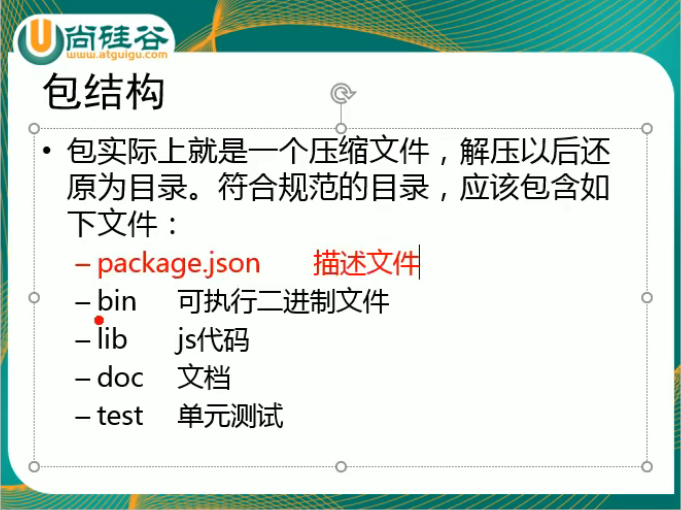 尚硅谷
www.atguigu.com
包结构
• 包实际上就是一个压缩文件，解压以后还
原为目录。符合规范的目录，应该包含如
下文件：
– package.json 描述文件
– bin 可执行二进制文件
– lib js代码
– doc 文档
– test 单元测试